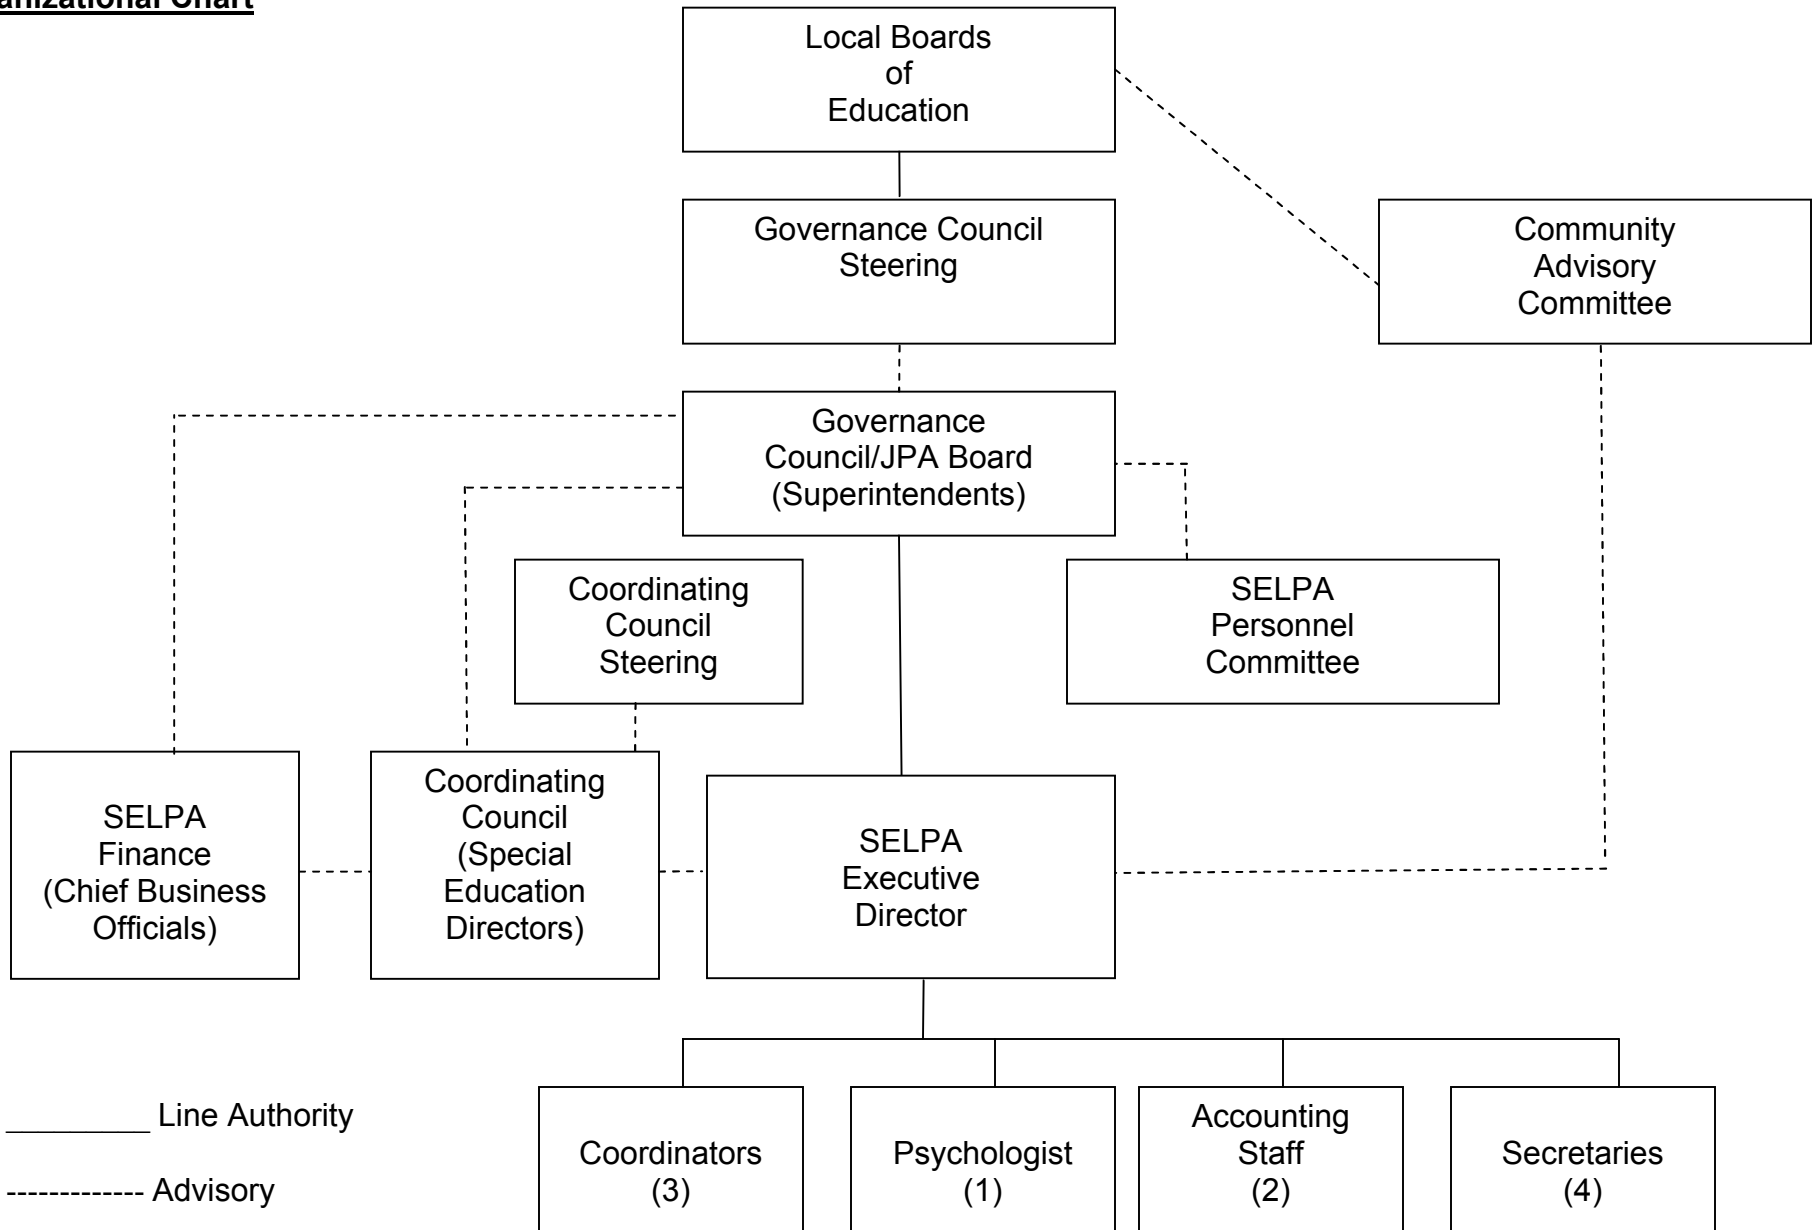 anizational Chart
Local Boards
of
Education
Governance Council
Steering
Community
Advisory
Committee
Governance
Council/JPA Board
(Superintendents)
Coordinating
Council
Steering
SELPA
Personnel
Committee
SELPA
Finance
(Chief Business
Officials)
Coordinating
Council
(Special
Education
Directors)
SELPA
Executive
Director
_________ Line Authority
------------- Advisory
Coordinators
(3)
Psychologist
(1)
Accounting
Staff
(2)
Secretaries
(4)